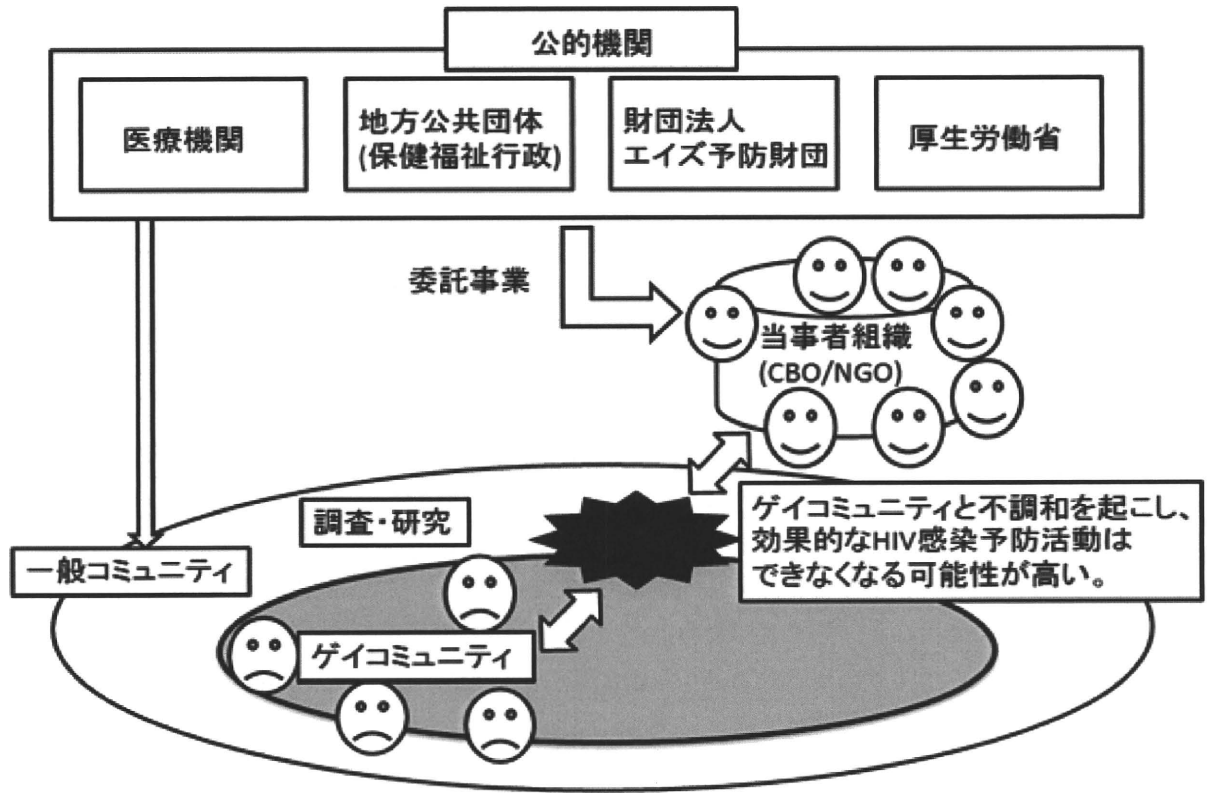 公的機関
医療機関
地方公共団体
(保健福祉行政)
財団法人
エイズ予防財団
厚生労働省
委託事業
当事者組織
(CBO/NGO)
調査・研究
ゲイコミュニティと不調和を起こし、
効果的なHIV感染予防活動は
できなくなる可能性が高い。
一般コミュニティ
ゲイコミュニティ